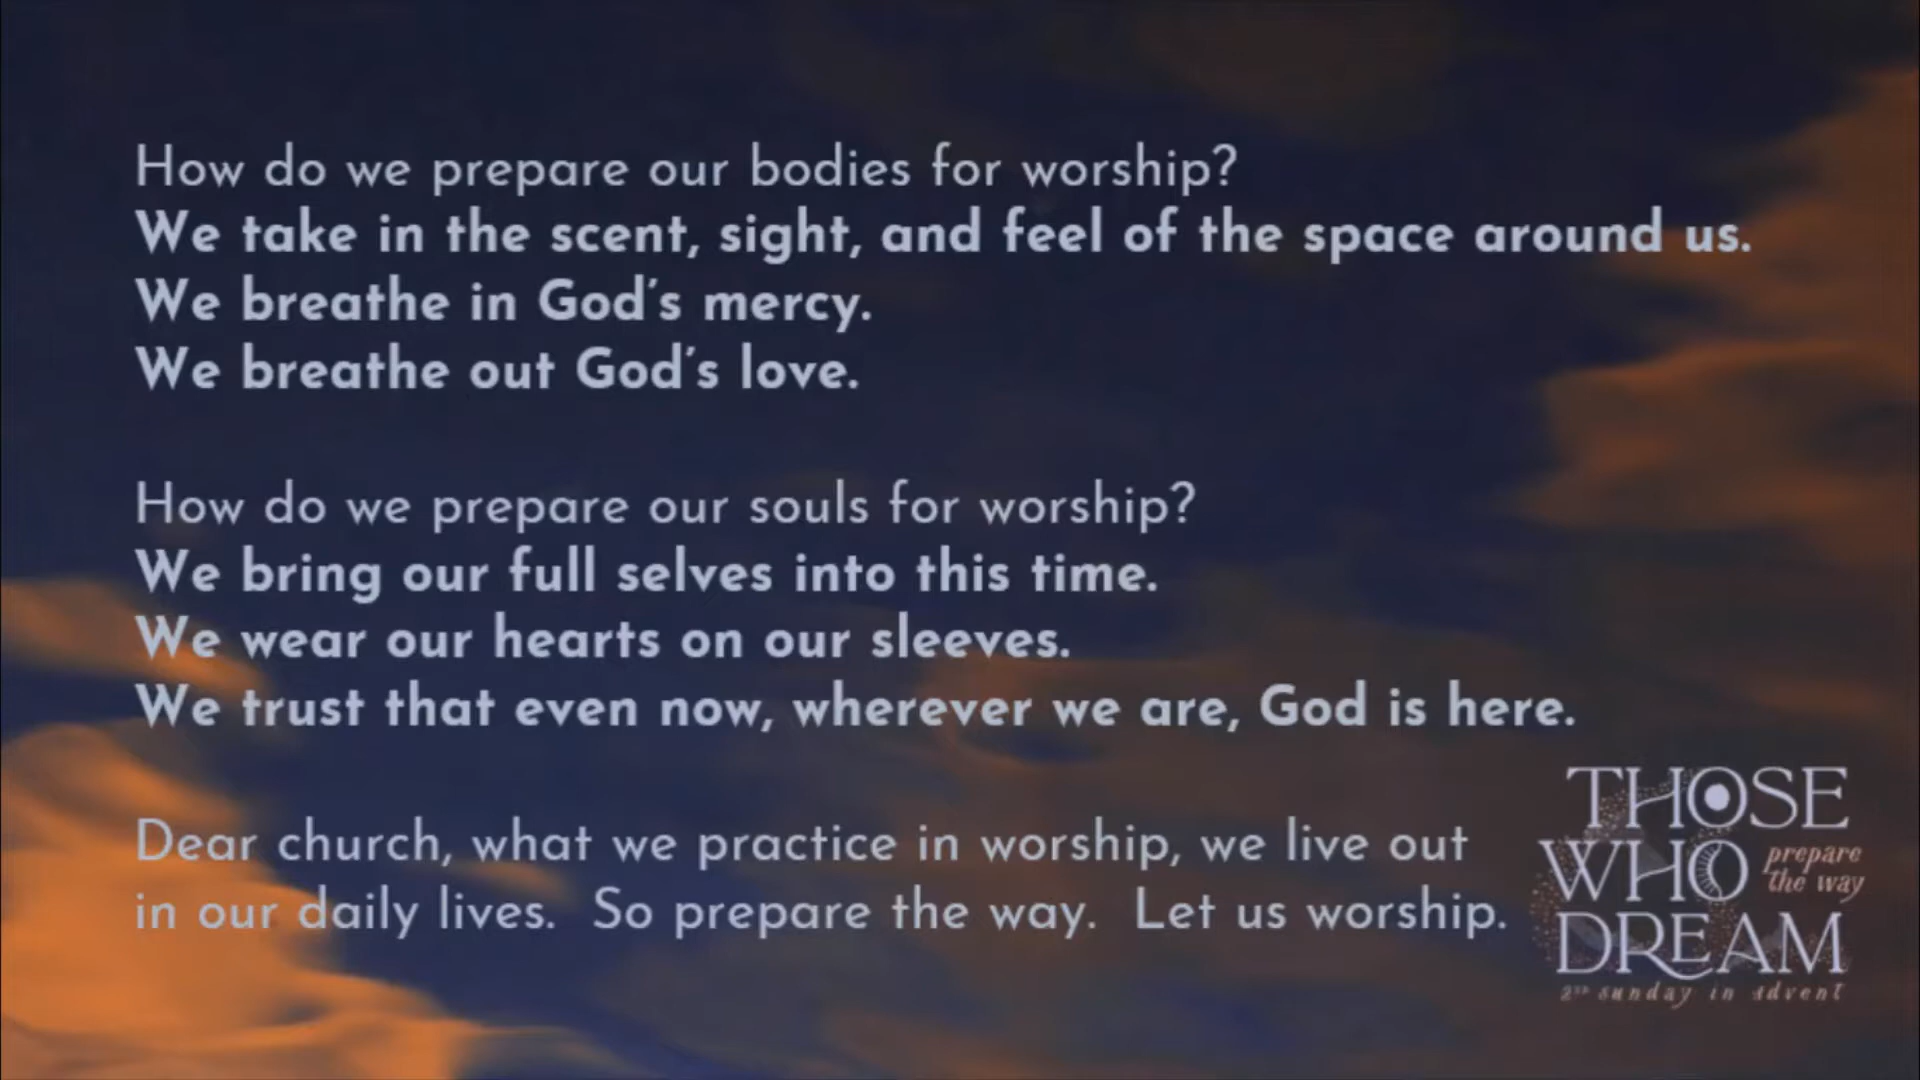 How do we prepare our bodies for worship?
We take in the scent, sight, and feel of the space around us.
We breathe in God's mercy.
We breathe out God's love.
How do we prepare our souls for worship?
We bring our full selves into this time.
We wear our hearts on our sleeves.
We trust that even now, wherever we are, God is here.
Dear church, what we practice in worship, we live out
in our daily lives.  So prepare the way.  Let us worship.
THOSE
WHO prepare
the way
DREAM
2nd sunday in advent